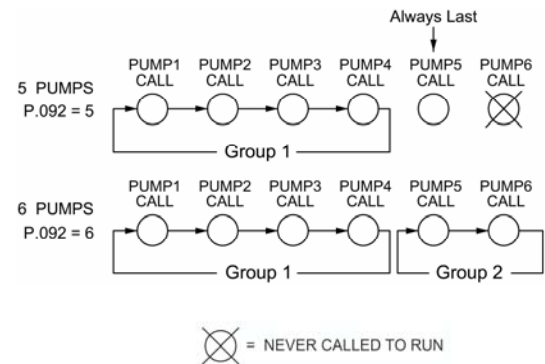 Always Last
PUMP1 CALL PUMP2 CALL PUMP3 CALL PUMP4 CALL PUMP5 CALL PUMP6 CALL
5 PUMPS
P.092 = 5
Group 1
PUMP1 CALL PUMP2 CALL PUMP3 CALL PUMP4 CALL PUMP5 CALL PUMP6 CALL
6 PUMPS
P.092 = 6
Group 1 Group 2
= NEVER CALLED TO RUN